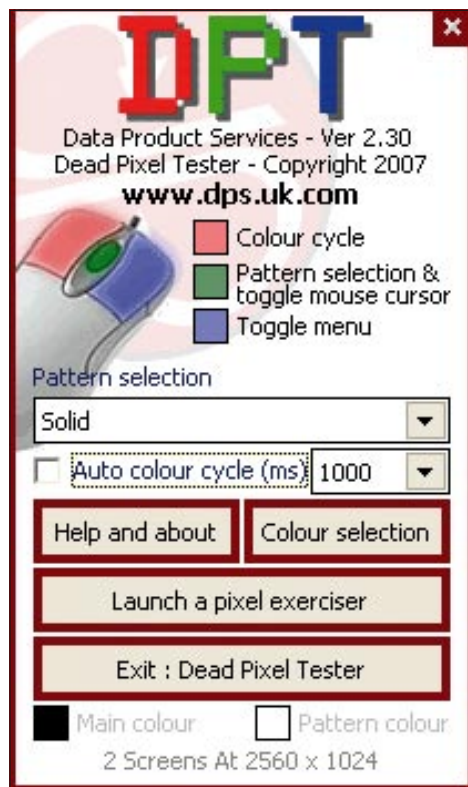 DPT
Data Product Services - Ver 2.30
Dead Pixel Tester - Copyright 2007
www.dps.uk.com
Colour cycle
Pattern selection &
toggle mouse cursor
Toggle menu
Pattern selection
Solid
Auto colour cycle (ms) 1000
Help and about Colour selection
Launch a pixel exerciser
Exit : Dead Pixel Tester
Main colour Pattern colour
2 Screens At 2560 x 1024